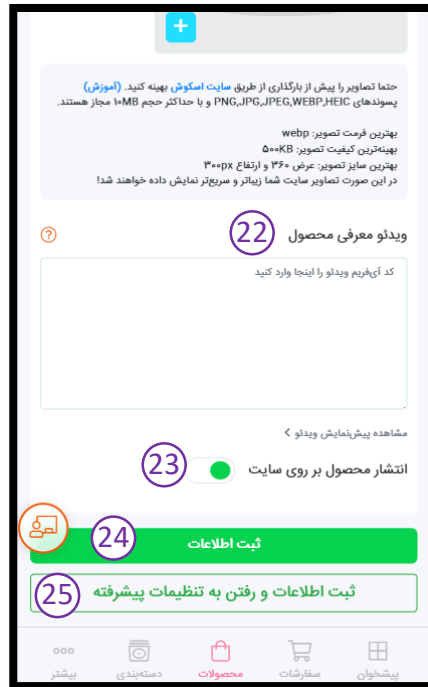 +
حتما تصاویر را پیش از بارگذاری از طریق سایت اسکوش بهینه کنید. (آموزش)
پسوندهای PNG,JPG,JPEG,WEBP,HEIC و با حداکثر حجم ۱۰MB مجاز هستند.
بهترین فرمت تصویر: webp
بهینه‌ترین کیفیت تصویر: ۵۰۰KB
بهترین سایز تصویر: عرض ۳۶۰ و ارتفاع ۳۰۰px
در این صورت تصاویر سایت شما زیباتر و سریع‌تر نمایش داده خواهند شد!
ویدئو معرفی محصول 22 ?
کد آی‌فریم ویدئو را اینجا وارد کنید
مشاهده پیش‌نمایش ویدئو
انتشار محصول بر روی سایت 23
ثبت اطلاعات 24
ثبت اطلاعات و رفتن به تنظیمات پیشرفته 25
پیشخوان سفارشات محصولات دسته‌بندی بیشتر